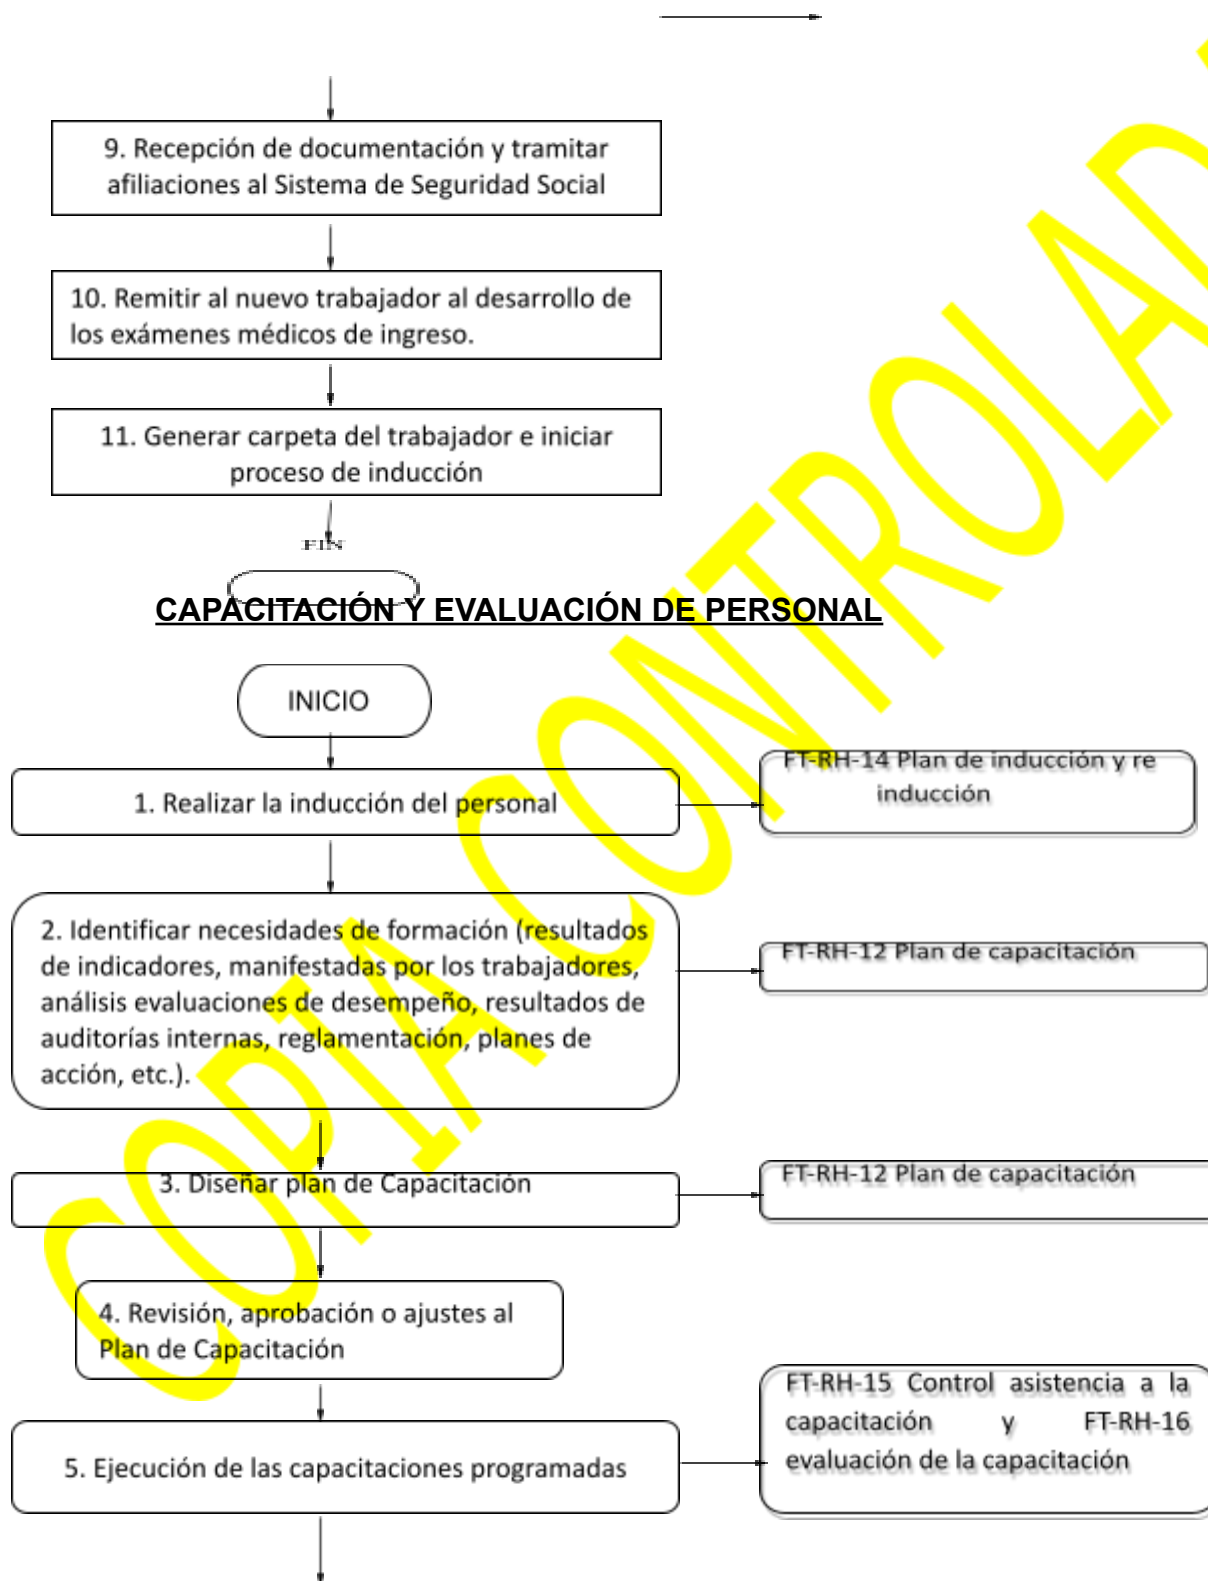 9. Recepción de documentación y tramitar
afiliaciones al Sistema de Seguridad Social
10. Remitir al nuevo trabajador al desarrollo de
los exámenes médicos de ingreso.
11. Generar carpeta del trabajador e iniciar
proceso de inducción
FIN
CAPACITACIÓN Y EVALUACIÓN DE PERSONAL
INICIO
1. Realizar la inducción del personal
FT-RH-14 Plan de inducción y re
inducción
2. Identificar necesidades de formación (resultados
de indicadores, manifestadas por los trabajadores,
análisis evaluaciones de desempeño, resultados de
auditorías internas, reglamentación, planes de
acción, etc.).
FT-RH-12 Plan de capacitación
3. Diseñar plan de Capacitación
FT-RH-12 Plan de capacitación
4. Revisión, aprobación o ajustes al
Plan de Capacitación
5. Ejecución de las capacitaciones programadas
FT-RH-15 Control asistencia a la
capacitación y FT-RH-16
evaluación de la capacitación
COPIA CONTROLAD